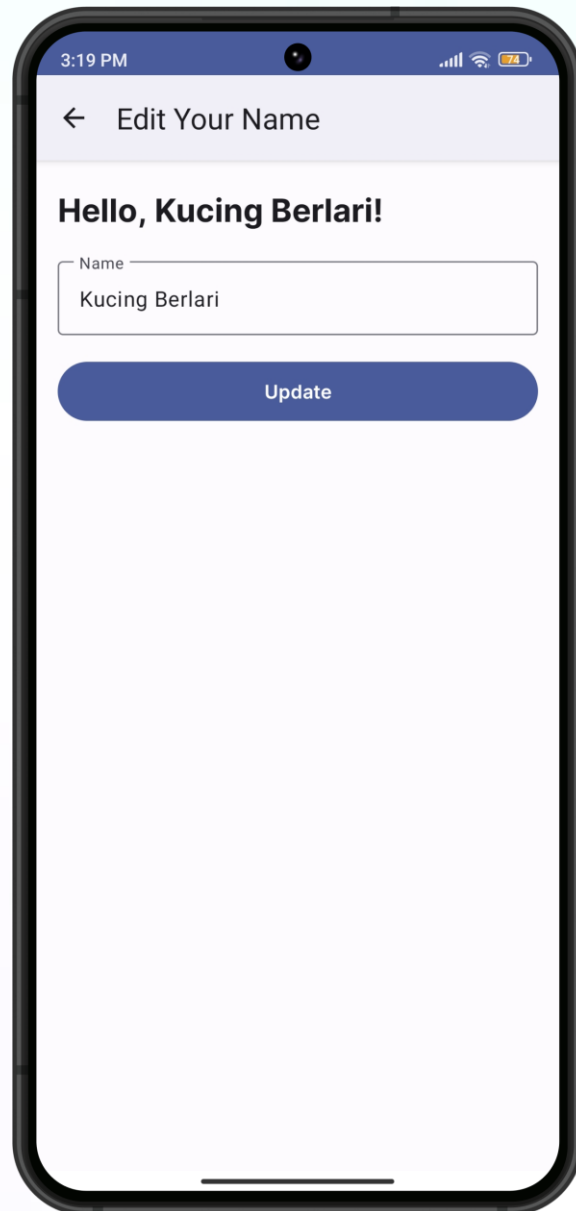 3:19 PM 74
Edit Your Name
Hello, Kucing Berlari!
Name
Kucing Berlari
Update